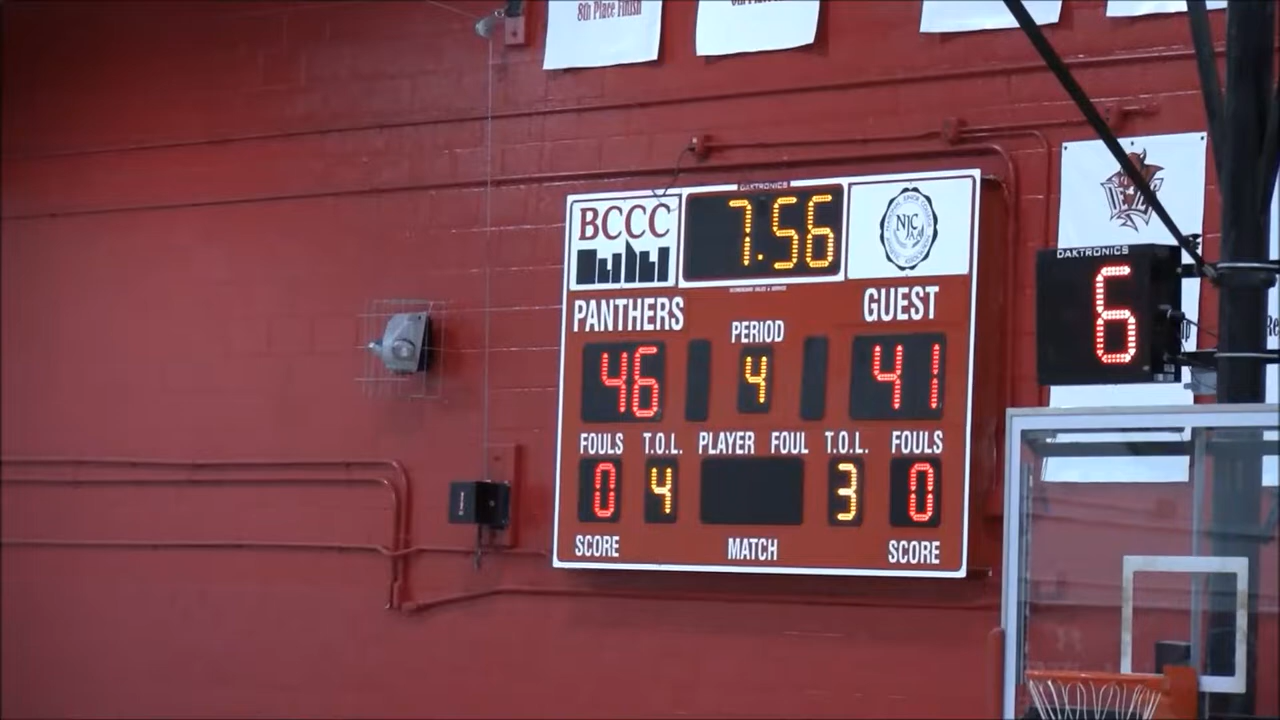 8th Place Finish
DAKTRONICS
BCCC
7.56
NJC
AA
DAKTRONICS
6
PANTHERS
GUEST
PERIOD
46
4
41
FOULS T.O.L. PLAYER FOUL T.O.L. FOULS
0 4 3 0
SCORE MATCH SCORE